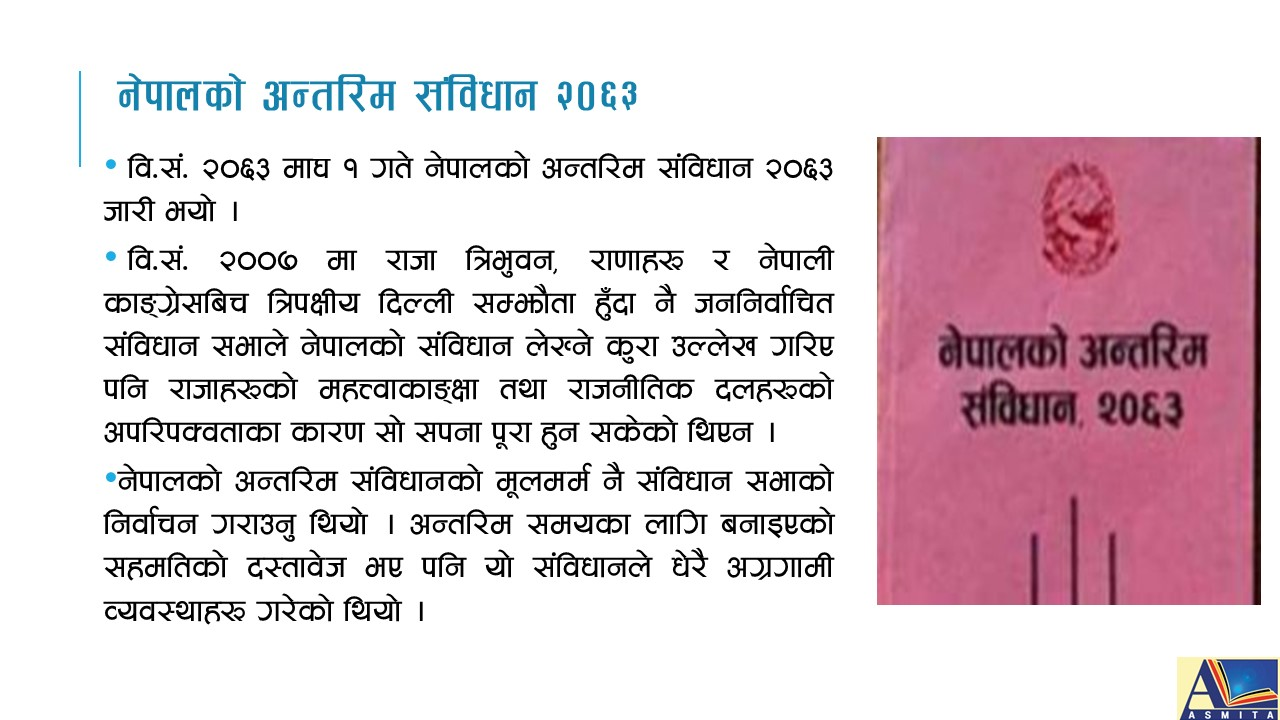 नेपालको अन्तरिम संविधान २०६३
• वि.सं. २०६३ माघ १ गते नेपालको अन्तरिम संविधान २०६३
जारी भयो ।
• वि.सं. २००७ मा राजा त्रिभुवन, राणाहरु र नेपाली
काङ्ग्रेसबिच त्रिपक्षीय दिल्ली सम्झौता हुँदा नै जननिर्वाचित
संविधान सभाले नेपालको संविधान लेख्ने कुरा उल्लेख गरिए
पनि राजाहरुको महत्त्वाकाङ्क्षा तथा राजनीतिक दलहरुको
अपरिपक्वताका कारण सो सपना पूरा हुन सकेको थिएन ।
•नेपालको अन्तरिम संविधानको मूलमर्म नै संविधान सभाको
निर्वाचन गराउनु थियो । अन्तरिम समयका लागि बनाइएको
सहमतिको दस्तावेज भए पनि यो संविधानले धेरै अग्रगामी
व्यवस्थाहरु गरेको थियो ।
नेपालको अन्तरिम
संविधान, २०६३
ASMITA